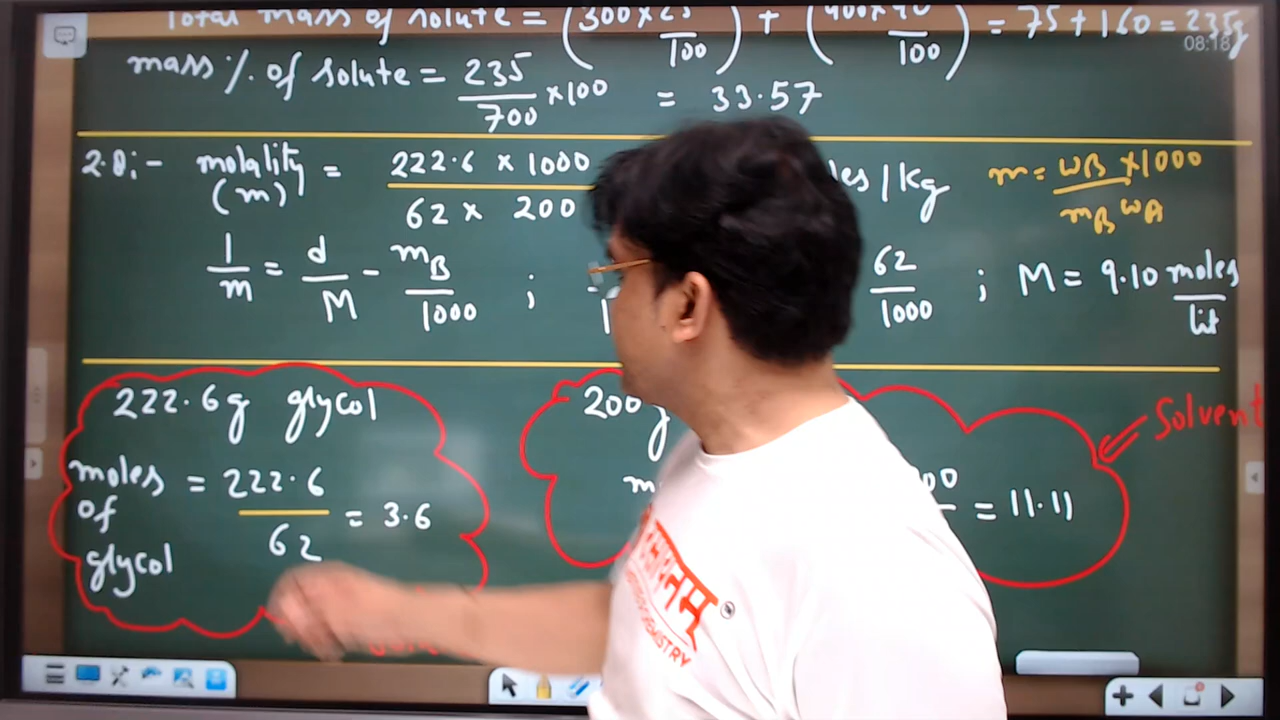 Total mass of solute = (300×25/100) + (400×40/100) = 75+160 = 235g
08:18
mass % of solute = 235/700 ×100 = 33.57
2.8:- molality (m) = 222.6 × 1000 / 62 × 200 /Kg m = WB ×1000 / mB WA
1/m = d/M - mB/1000 ; 62/1000 ; M = 9.10 moles/lit
222.6g glycol
moles of glycol = 222.6/62 = 3.6
200g
= 11.11
Solvent